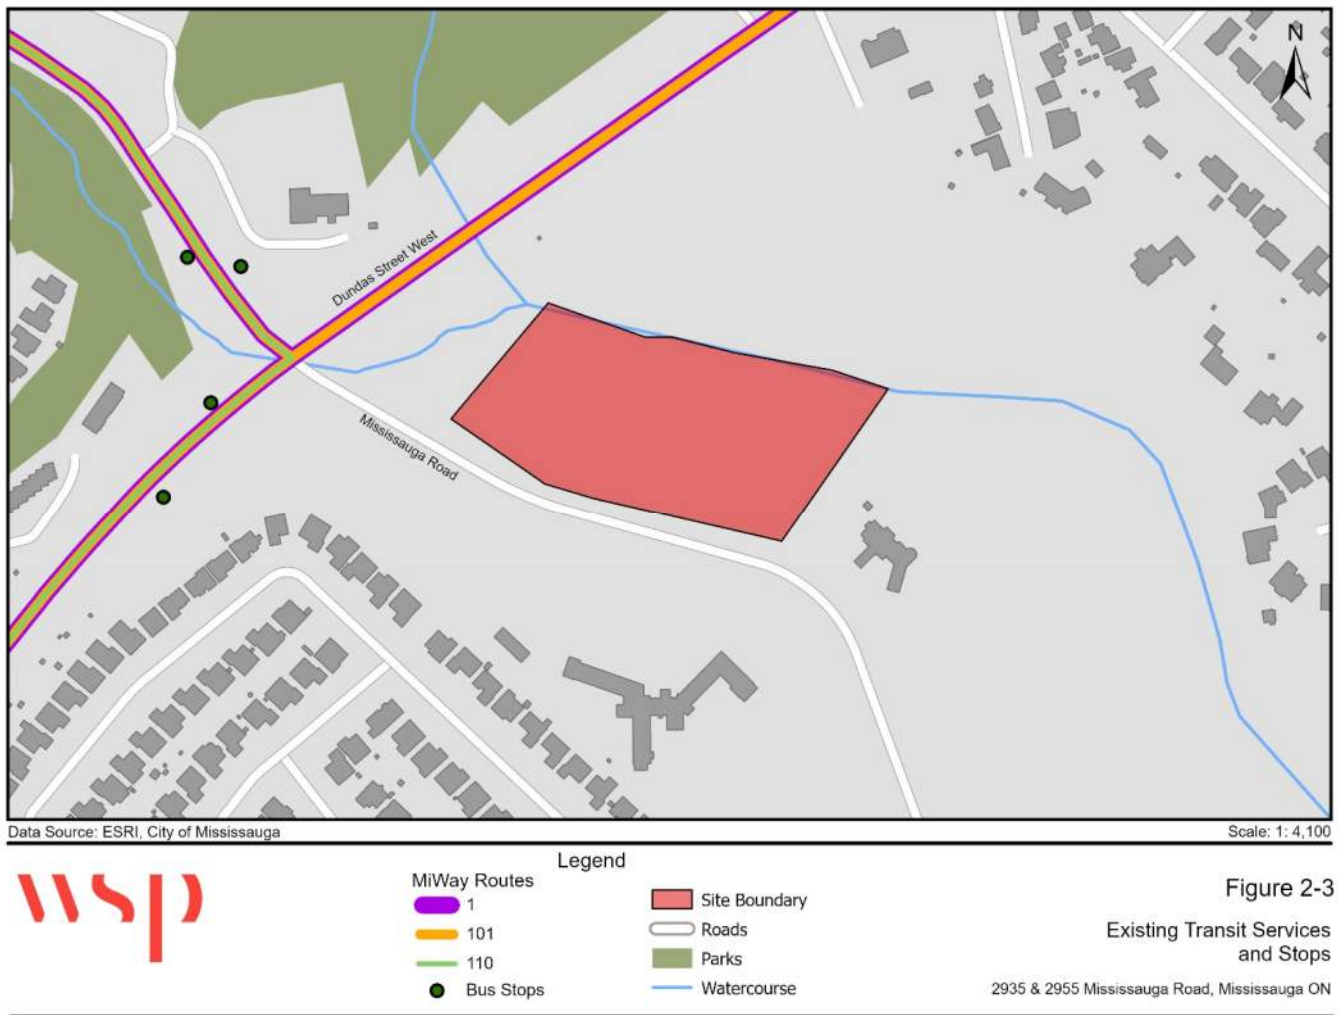 N
Dundas Street West
Mississauga Road
Data Source: ESRI, City of Mississauga
Scale: 1: 4,100
wsp
Legend
MiWay Routes
1
101
110
Bus Stops
Site Boundary
Roads
Parks
Watercourse
Figure 2-3
Existing Transit Services
and Stops
2935 & 2955 Mississauga Road, Mississauga ON